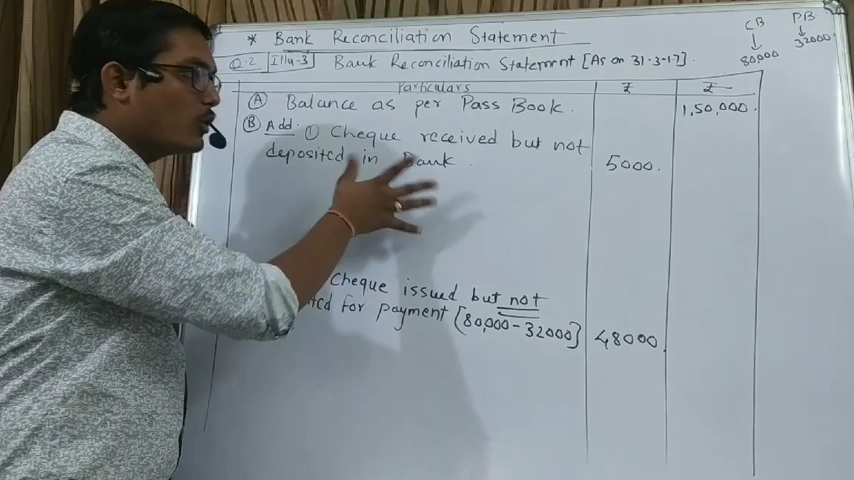 * Bank Reconciliation Statement
CB PB
↓ ↓
80,000 32000
Q-2 [Illu-3] Bank Reconciliation Statement [As on 31-3-17].
Particulars ₹ ₹
(A) Balance as per Pass Book. 1,50,000.
(B) Add. ① Cheque received but not
deposited in Bank. 5000.
Cheque issued but not
for payment [80,000-32000] 48000.